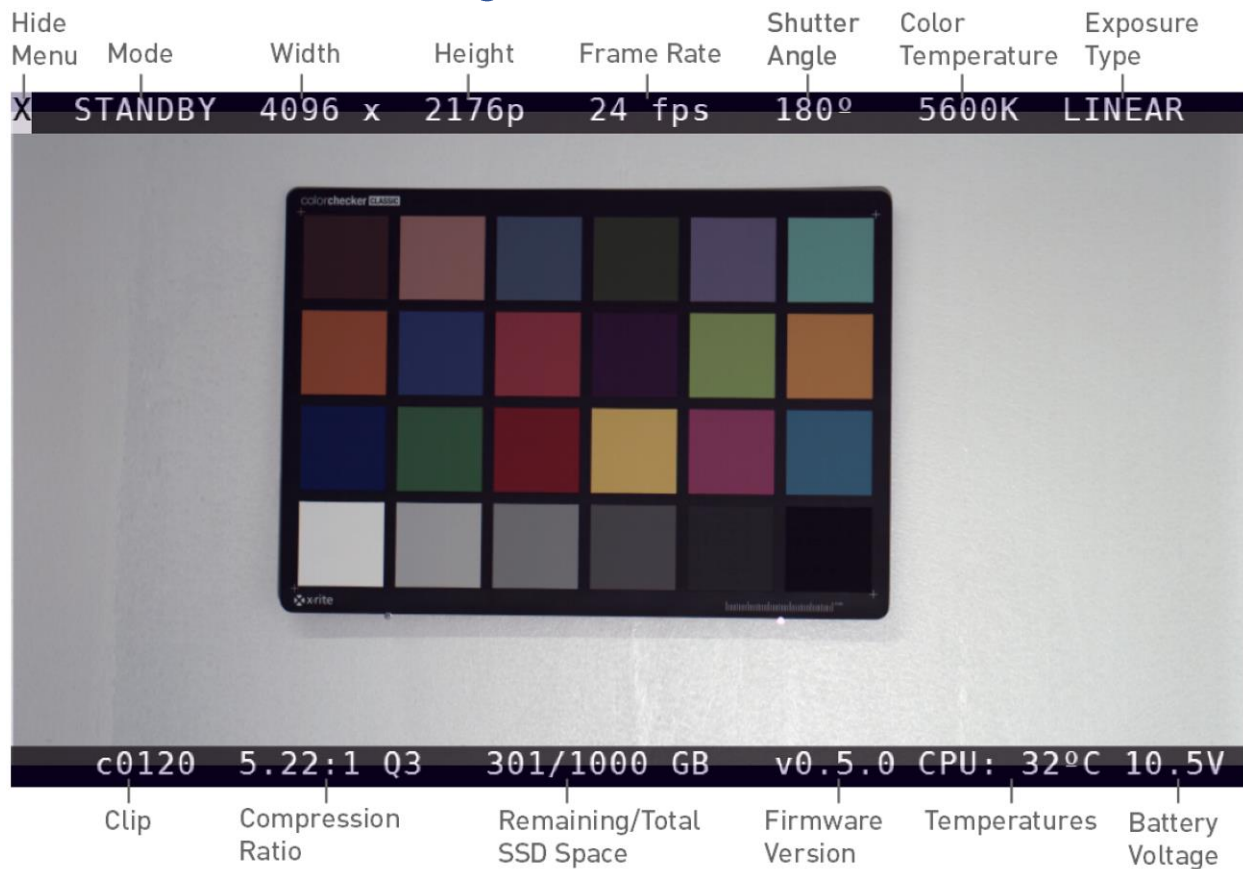 Hide
Menu
Mode
Width
Height
Frame Rate
Shutter
Angle
Color
Temperature
Exposure
Type
X STANDBY 4096 x 2176p 24 fps 180º 5600K LINEAR
colorchecker CLASSIC
x-rite
c0120 5.22:1 Q3 301/1000 GB v0.5.0 CPU: 32ºC 10.5V
Clip
Compression
Ratio
Remaining/Total
SSD Space
Firmware
Version
Temperatures
Battery
Voltage